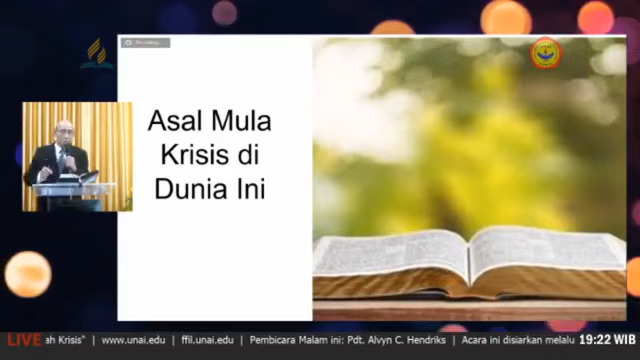 Recording...
Asal Mula
Krisis di
Dunia Ini
LIVE ah Krisis" | www.unai.edu | ffil.unai.edu | Pembicara Malam ini: Pdt. Alvyn C. Hendriks | Acara ini disiarkan melalu 19:22 WIB